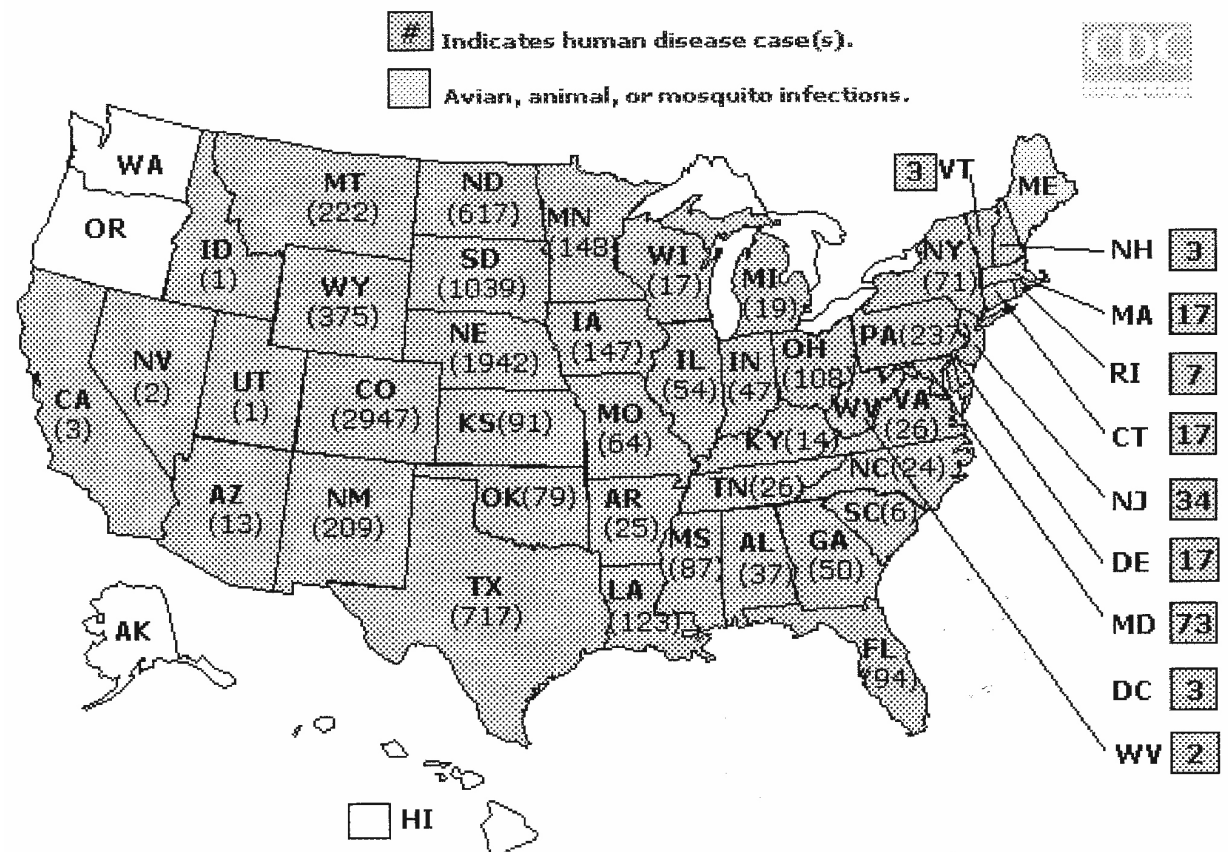 # Indicates human disease case(s).
CDC
Avian, animal, or mosquito infections.
WA
MT
(222)
ND
(617)
MN
(148)
3 VT
ME
OR
ID
(1)
WY
(375)
SD
(1039)
WI
(17)
MI
(19)
NY
(71)
NH 3
MA 17
NE
(1942)
IA
(147)
PA(237)
RI 7
NV
(2)
UT
(1)
CO
(2947)
KS(91)
IL
(54)
IN
(47)
OH
(108)
WV
VA
(26)
CA
(3)
MO
(64)
KY(14)
CT 17
AZ
(13)
NM
(209)
OK(79)
AR
(25)
TN(26)
NC(24)
SC(6)
NJ 34
MS
(87)
AL
(37)
GA
(50)
DE 17
TX
(717)
LA
(123)
MD 73
AK
FL
(94)
DC 3
WV 2
HI